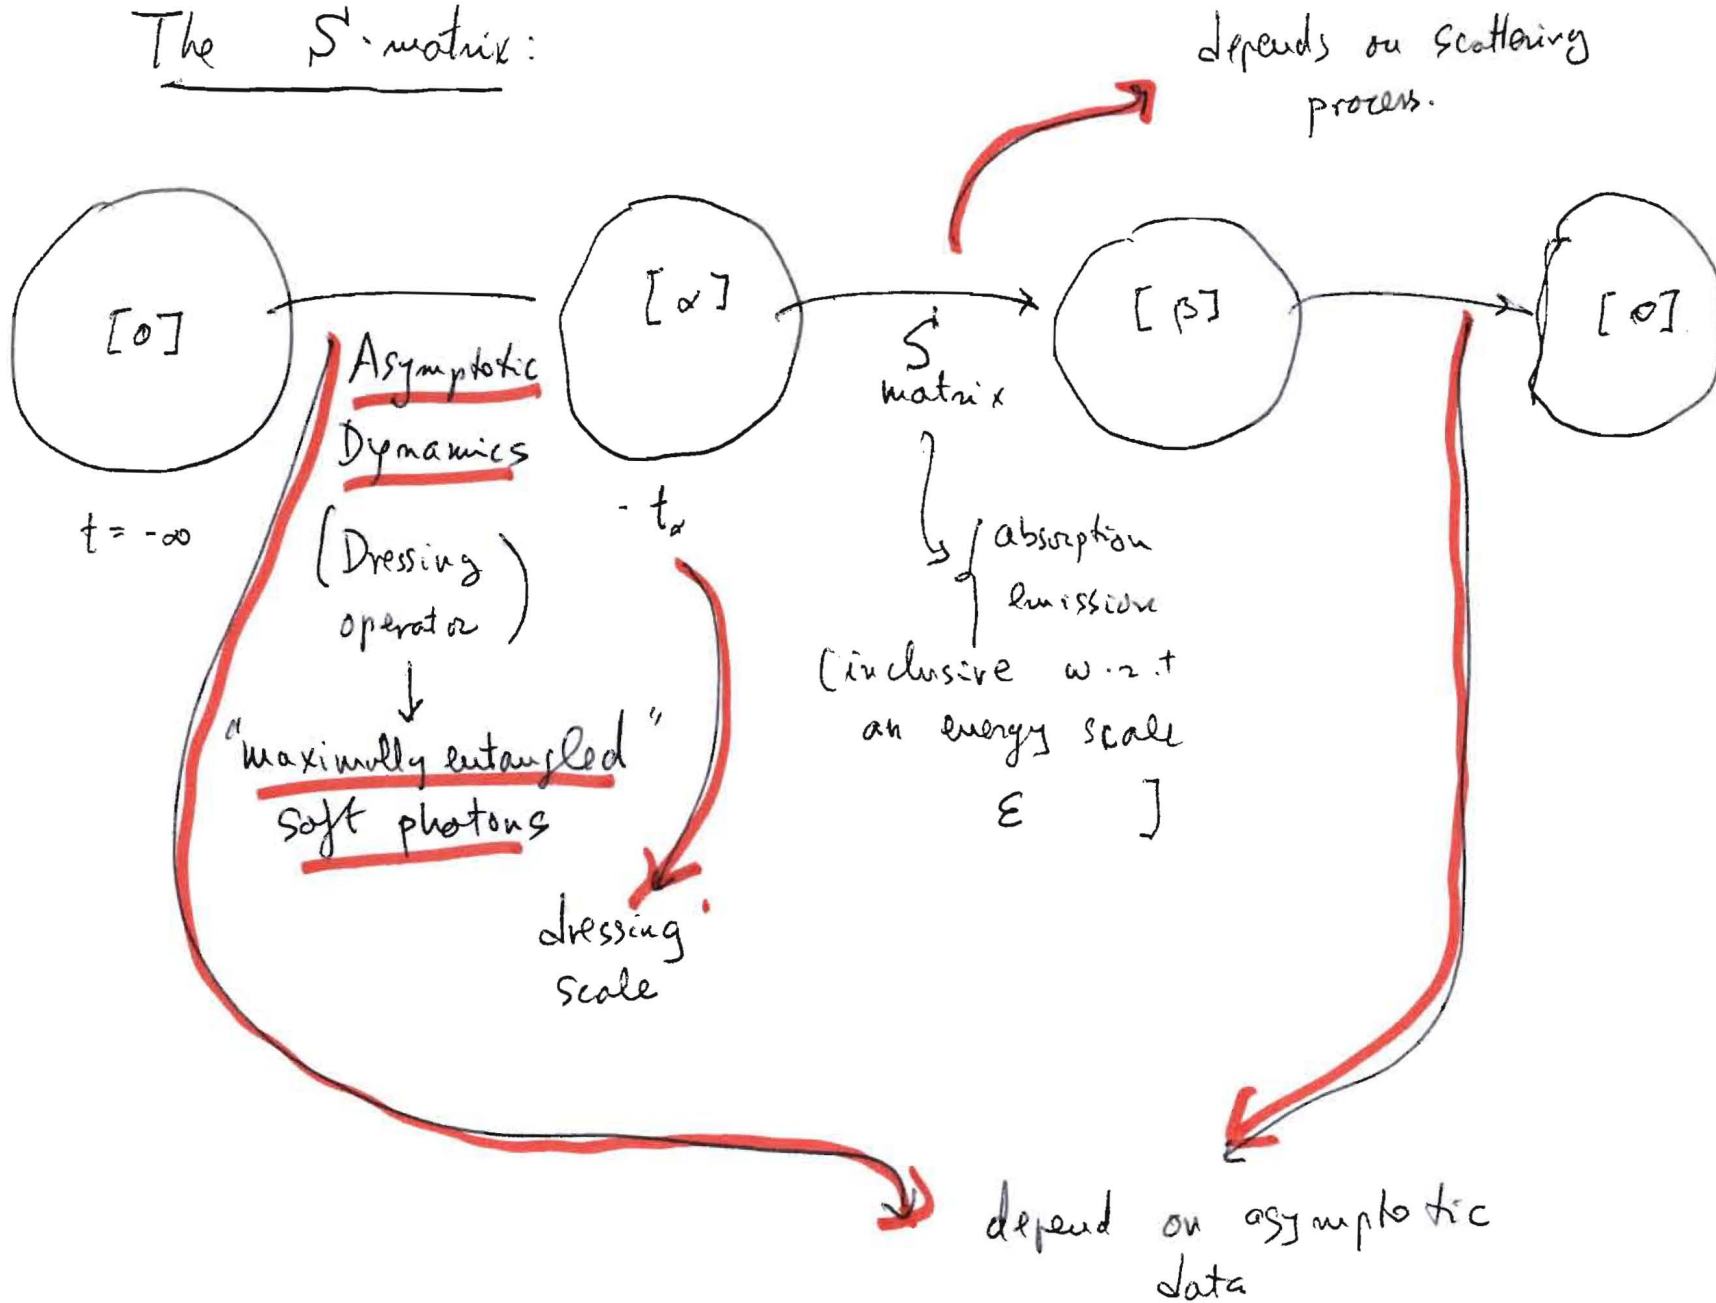 The S-matrix:
depends on scattering
process.
[0]
[α]
[β]
[0]
S
matrix
Asymptotic
Dynamics
(Dressing
operator)
t = -∞
- tα
absorption
emission
(inclusive w.r.t
an energy scale
ε ]
"maximally entangled"
soft photons
dressing
scale
depend on asymptotic
data